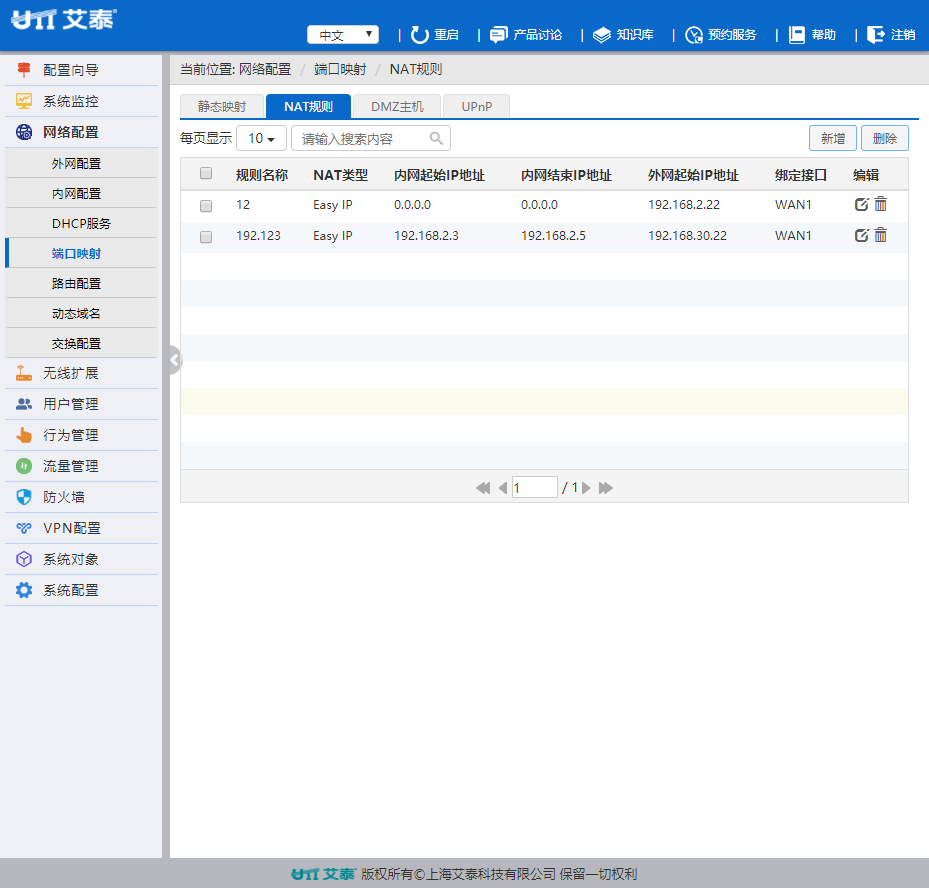 UTT 艾泰
中文 | 重启 | 产品讨论 | 知识库 | 预约服务 | 帮助 | 注销
配置向导
系统监控
网络配置
外网配置
内网配置
DHCP服务
端口映射
路由配置
动态域名
交换配置
无线扩展
用户管理
行为管理
流量管理
防火墙
VPN配置
系统对象
系统配置
当前位置: 网络配置 / 端口映射 / NAT规则
静态映射 NAT规则 DMZ主机 UPnP
每页显示 10 请输入搜索内容 新增 删除
规则名称 NAT类型 内网起始IP地址 内网结束IP地址 外网起始IP地址 绑定接口 编辑
12 Easy IP 0.0.0.0 0.0.0.0 192.168.2.22 WAN1
192.123 Easy IP 192.168.2.3 192.168.2.5 192.168.30.22 WAN1
1 / 1
UTT 艾泰 版权所有©上海艾泰科技有限公司 保留一切权利